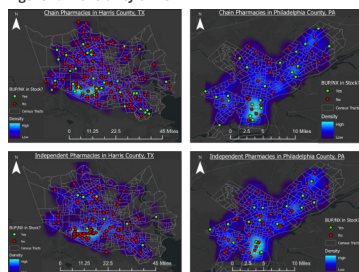 Chain Pharmacies in Harris County, TX
BUP/NX in Stock?
Yes
No
Census Tracts
Density
High
Low
0 11.25 22.5 45 Miles
Chain Pharmacies in Philadelphia County, PA
BUP/NX in Stock?
Yes
No
Census Tracts
Density
High
Low
0 2.5 5 10 Miles
Independent Pharmacies in Harris County, TX
BUP/NX in Stock?
Yes
No
Census Tracts
Density
High
Low
0 11.25 22.5 45 Miles
Independent Pharmacies in Philadelphia County, PA
BUP/NX in Stock?
Yes
No
Census Tracts
Density
High
Low
0 2.5 5 10 Miles